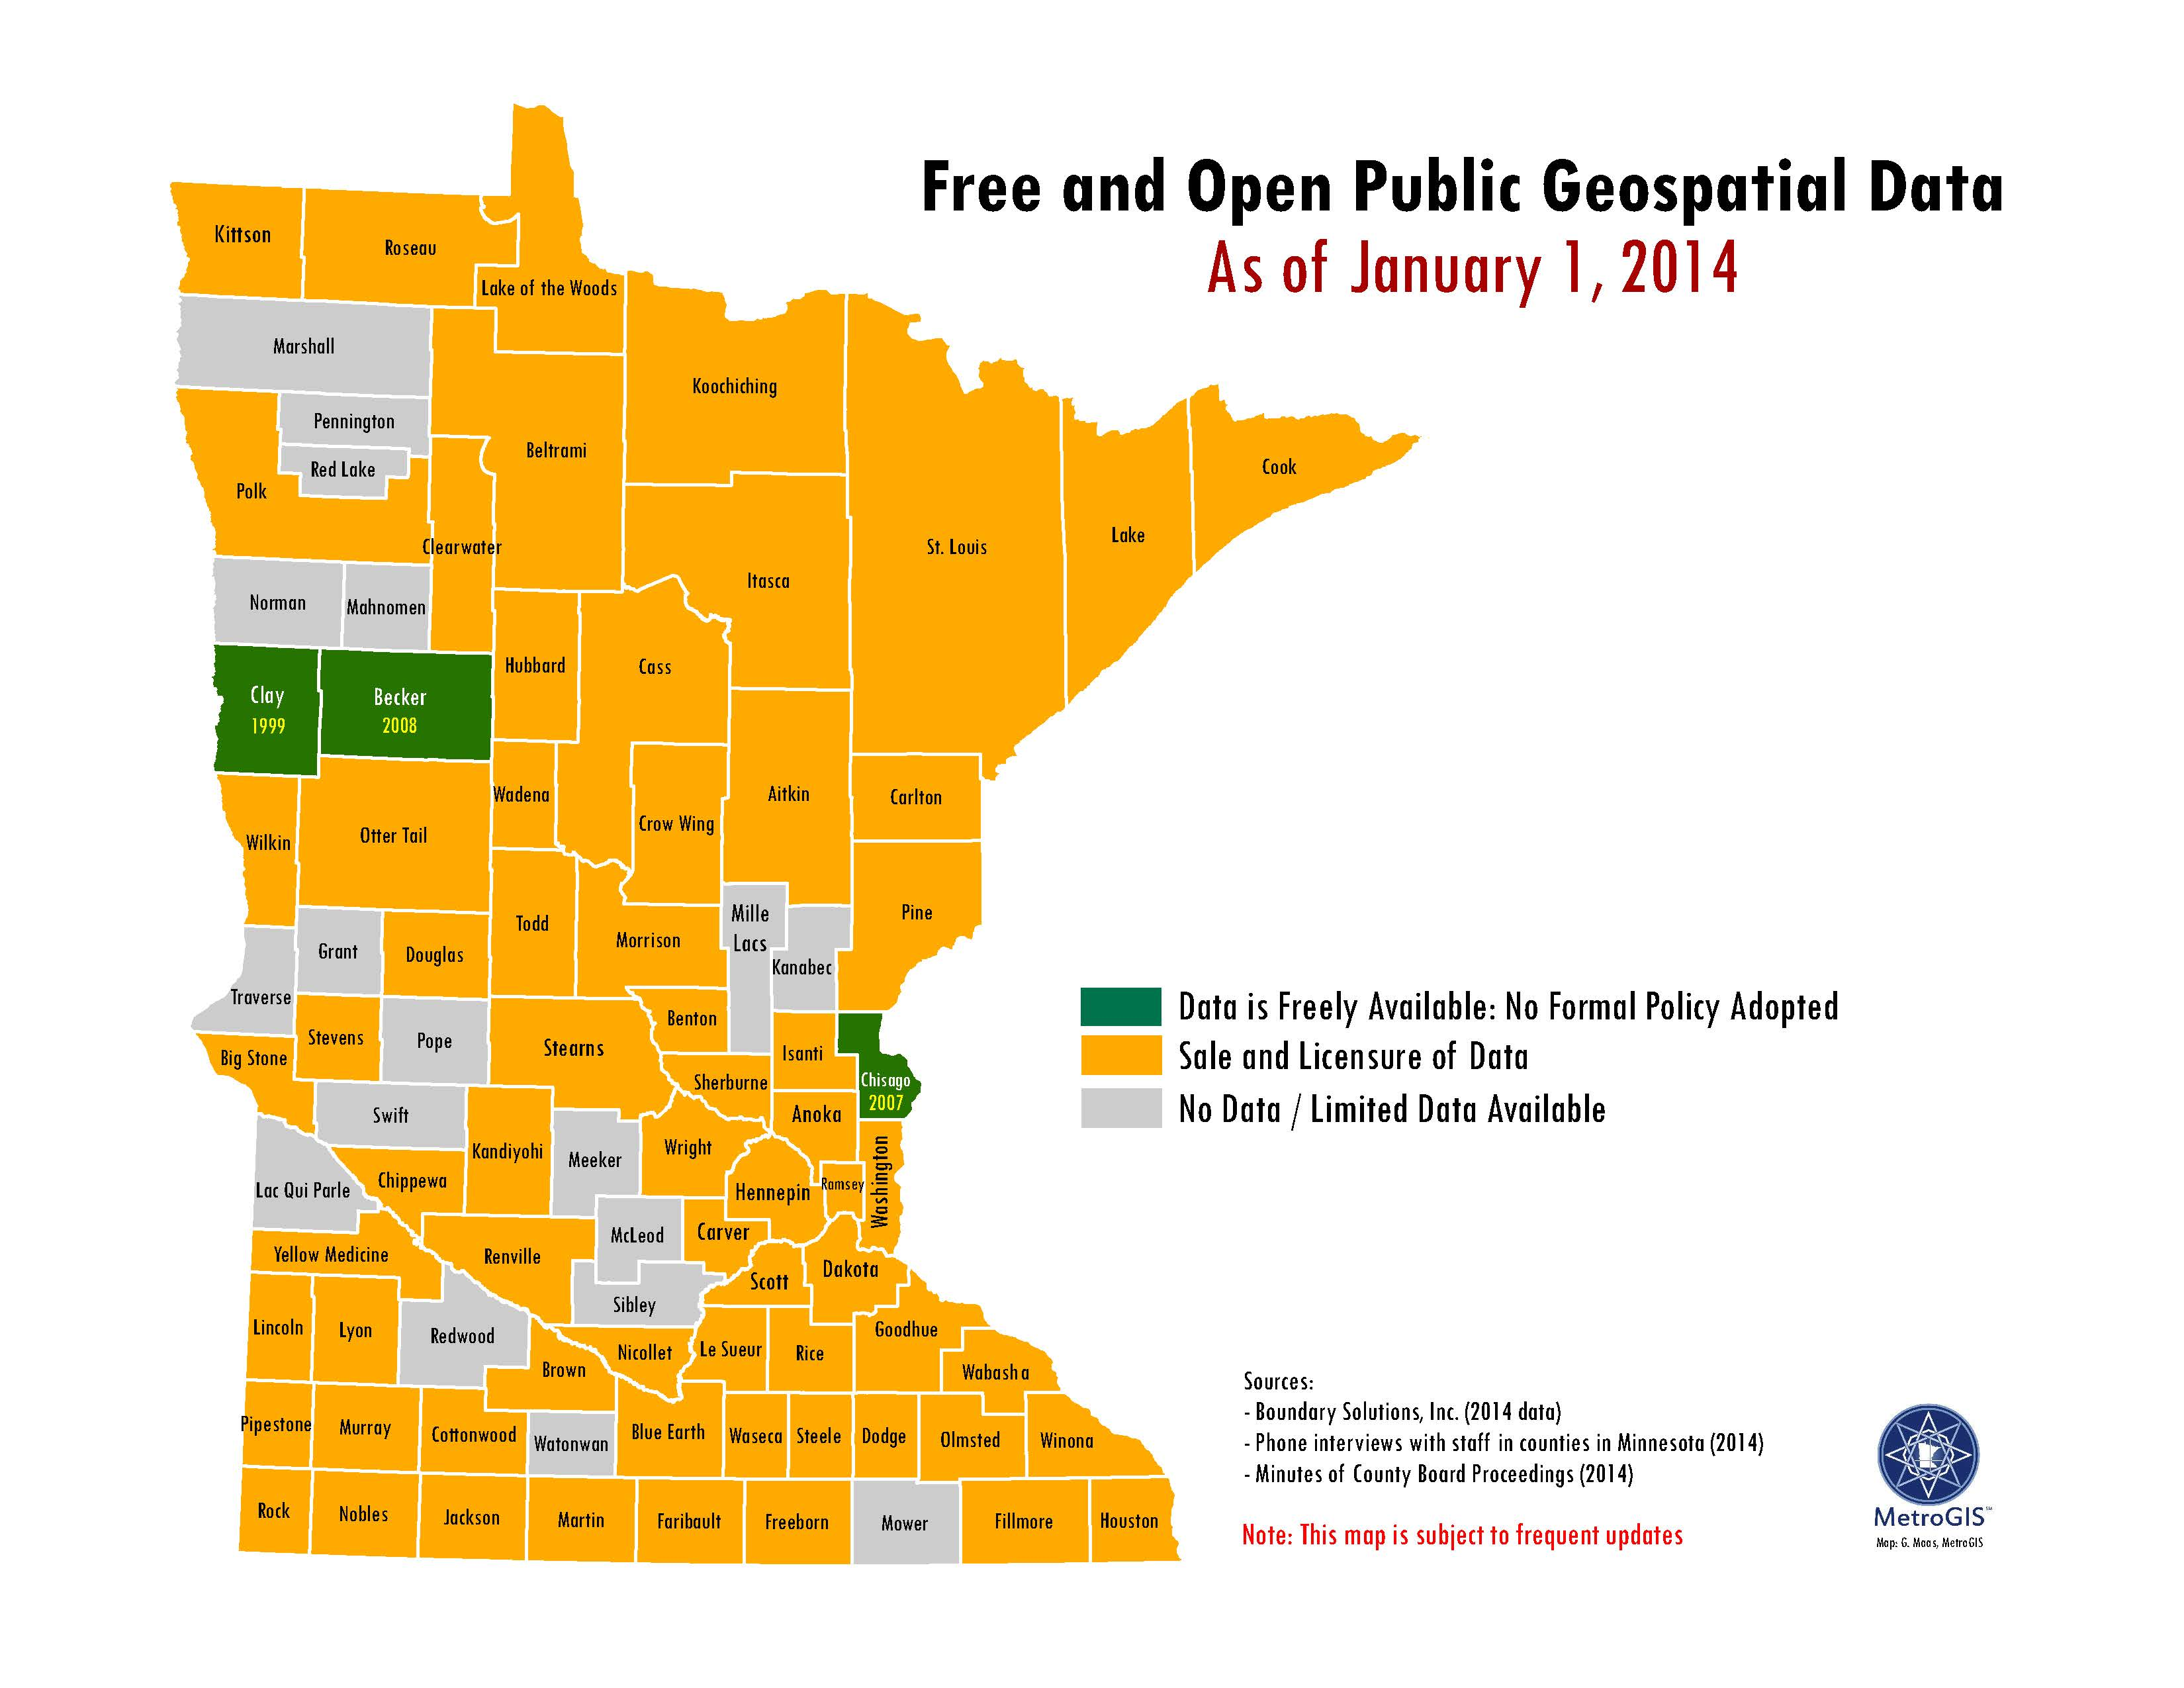 Free and Open Public Geospatial Data
As of January 1, 2014
Kittson
Roseau
Lake of the Woods
Marshall
Koochiching
Pennington
Beltrami
Red Lake
Cook
Polk
Lake
Clearwater
St. Louis
Itasca
Norman
Mahnomen
Hubbard
Cass
Clay
1999
Becker
2008
Wadena
Aitkin
Carlton
Crow Wing
Otter Tail
Wilkin
Pine
Mille
Lacs
Todd
Morrison
Grant
Douglas
Kanabec
Traverse
Benton
Stevens
Pope
Stearns
Isanti
Big Stone
Sherburne
Chisago
2007
Swift
Anoka
Wright
Kandiyohi
Meeker
Washington
Chippewa
Lac Qui Parle
Hennepin
Ramsey
McLeod
Carver
Yellow Medicine
Renville
Dakota
Scott
Sibley
Lincoln
Lyon
Redwood
Goodhue
Nicollet
Le Sueur
Rice
Brown
Wabasha
Pipestone
Murray
Cottonwood
Watonwan
Blue Earth
Waseca
Steele
Dodge
Olmsted
Winona
Rock
Nobles
Jackson
Martin
Faribault
Freeborn
Mower
Fillmore
Houston
Data is Freely Available: No Formal Policy Adopted
Sale and Licensure of Data
No Data / Limited Data Available
Sources:
- Boundary Solutions, Inc. (2014 data)
- Phone interviews with staff in counties in Minnesota (2014)
- Minutes of County Board Proceedings (2014)
Note: This map is subject to frequent updates
MetroGIS℠
Map: G. Maas, MetroGIS